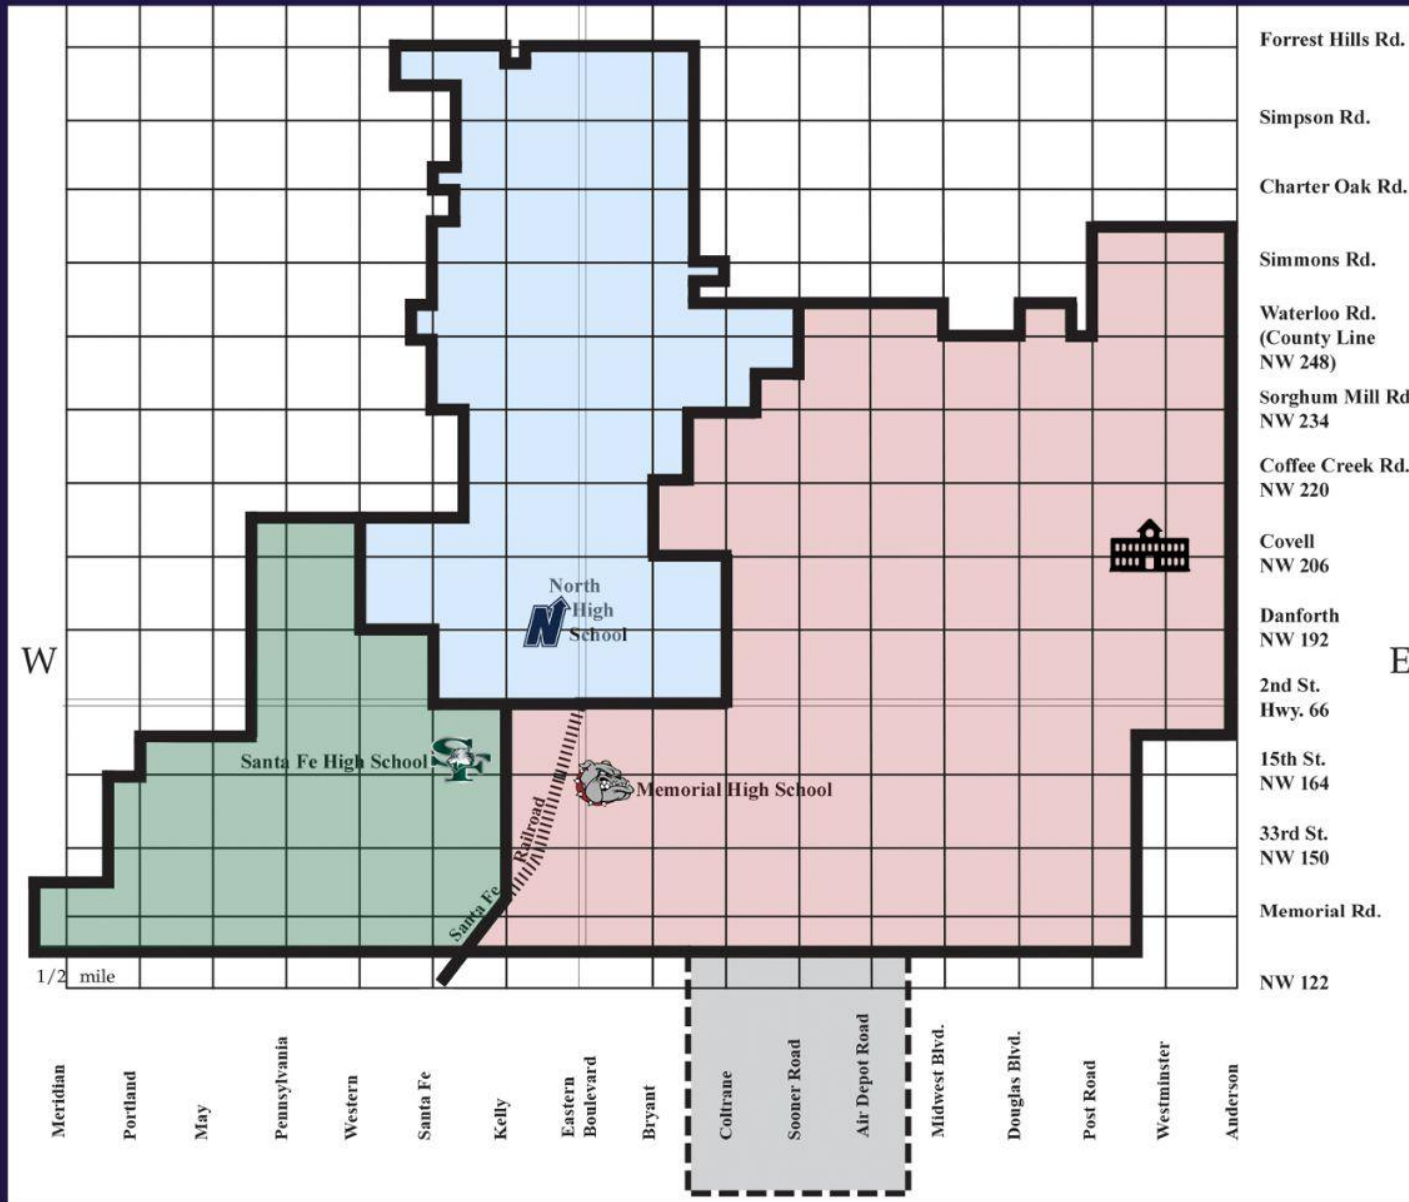 Forrest Hills Rd.
Simpson Rd.
Charter Oak Rd.
Simmons Rd.
Waterloo Rd.
(County Line
NW 248)
Sorghum Mill Rd
NW 234
Coffee Creek Rd.
NW 220
Covell
NW 206
North
High
N School
Danforth
NW 192
W
E
2nd St.
Hwy. 66
Santa Fe High School SF
Memorial High School
15th St.
NW 164
Santa Fe Railroad
33rd St.
NW 150
Memorial Rd.
1/2 mile
NW 122
Meridian
Portland
May
Pennsylvania
Western
Santa Fe
Kelly
Eastern
Boulevard
Bryant
Coltrane
Sooner Road
Air Depot Road
Midwest Blvd.
Douglas Blvd.
Post Road
Westminster
Anderson